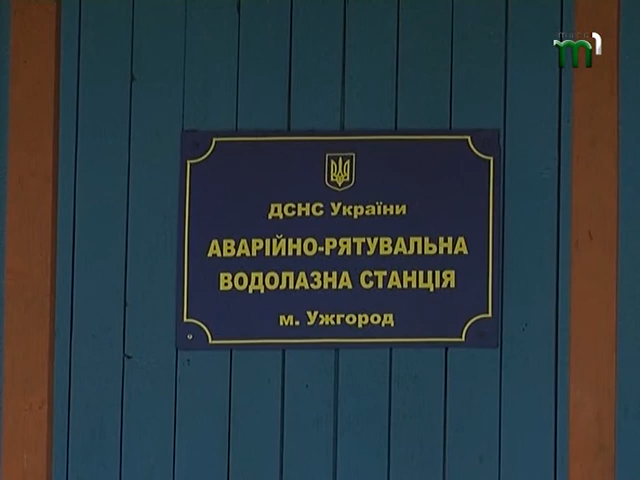 ДСНС України
АВАРІЙНО-РЯТУВАЛЬНА
ВОДОЛАЗНА СТАНЦІЯ
м. Ужгород